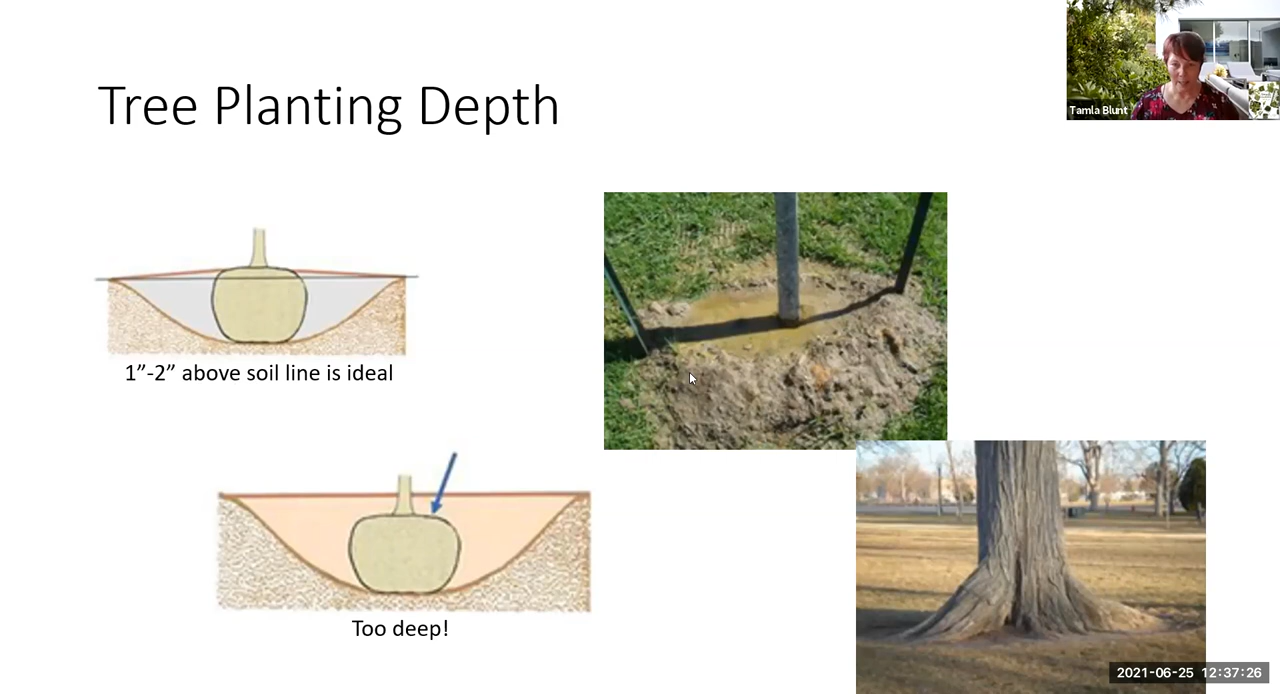 Tree Planting Depth
Tamla Blunt
1”-2” above soil line is ideal
Too deep!
2021-06-25 12:37:26